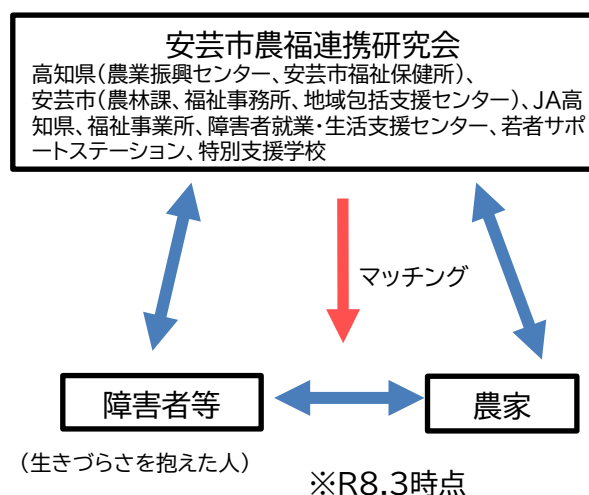 安芸市農福連携研究会
高知県(農業振興センター、安芸市福祉保健所)、
安芸市(農林課、福祉事務所、地域包括支援センター)、JA高
知県、福祉事業所、障害者就業・生活支援センター、若者サポ
ートステーション、特別支援学校
マッチング
障害者等
農家
(生きづらさを抱えた人)
※R8.3時点